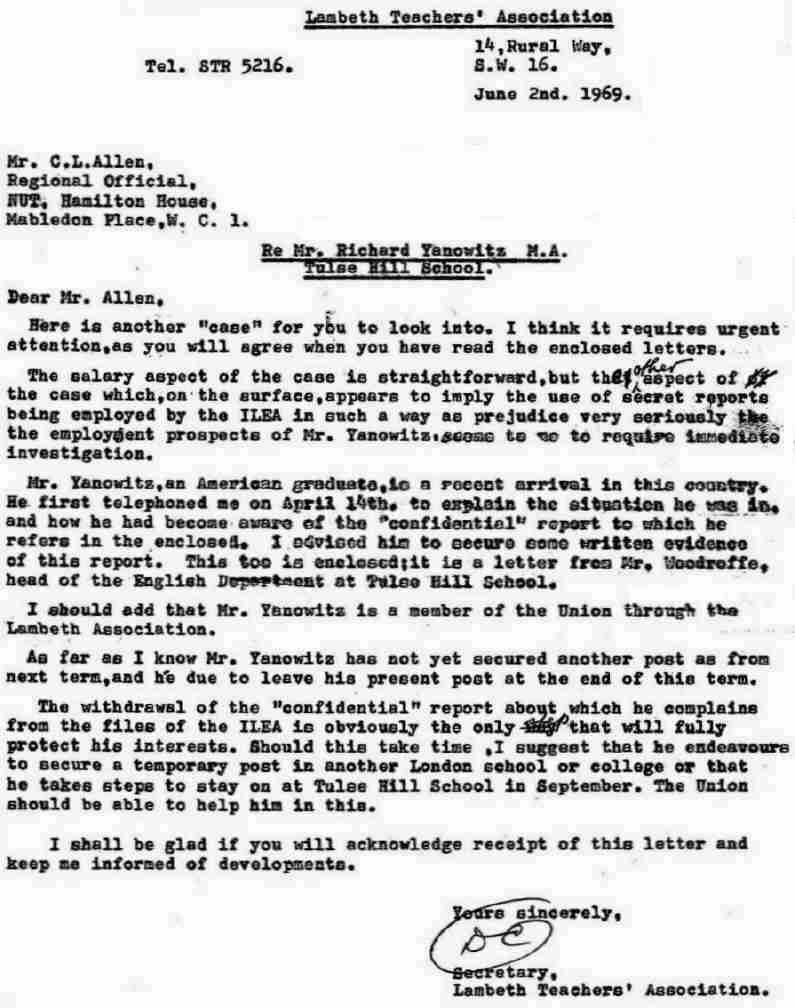 Lambeth Teachers' Association
14,Rural Way,
Tel. STR 5216.
S.W. 16.
June 2nd. 1969.
Mr. C.L.Allen,
Regional Official,
NUT, Hamilton House,
Mabledon Place,W. C. 1.
Re Mr. Richard Yanowitz M.A.
Tulse Hill School.
Dear Mr. Allen,
Here is another "case" for you to look into. I think it requires urgent
attention,as you will agree when you have read the enclosed letters.
The salary aspect of the case is straightforward,but the other aspect of
the case which,on the surface,appears to imply the use of secret reports
being employed by the ILEA in such a way as prejudice very seriously the
the employment prospects of Mr. Yanowitz,seems to me to require immediate
investigation.
Mr. Yanowitz,an American graduate,is a recent arrival in this country.
He first telephoned me on April 14th. to explain the situation he was in.
and how he had become aware of the "confidential" report to which he
refers in the enclosed. I advised him to secure some written evidence
of this report. This too is enclosed;it is a letter from Mr. Woodroffe,
head of the English Department at Tulse Hill School.
I should add that Mr. Yanowitz is a member of the Union through the
Lambeth Association.
As far as I know Mr. Yanowitz has not yet secured another post as from
next term,and he due to leave his present post at the end of this term.
The withdrawal of the "confidential" report about which he complains
from the files of the ILEA is obviously the only step that will fully
protect his interests. Should this take time ,I suggest that he endeavours
to secure a temporary post in another London school or college or that
he takes steps to stay on at Tulse Hill School in September. The Union
should be able to help him in this.
I shall be glad if you will acknowledge receipt of this letter and
keep me informed of developments.
Yours sincerely,
DC
Secretary,
Lambeth Teachers' Association.